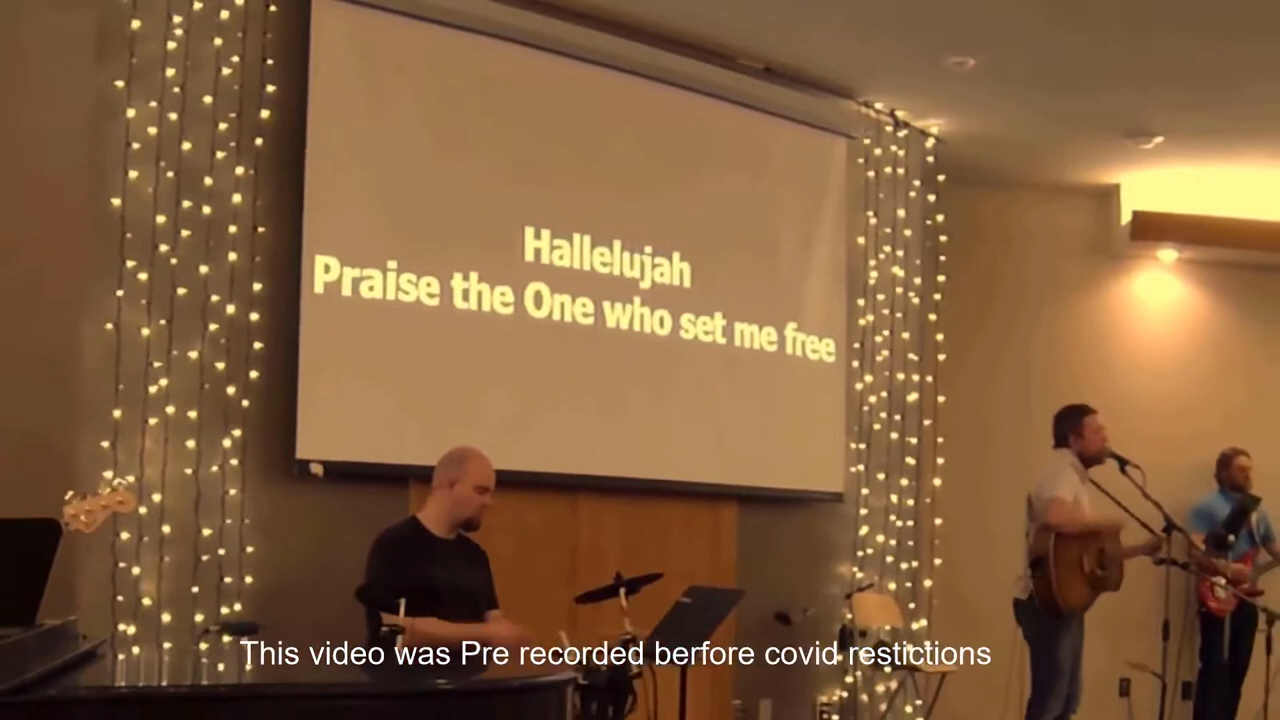 Hallelujah
Praise the One who set me free
This video was Pre recorded berfore covid restictions